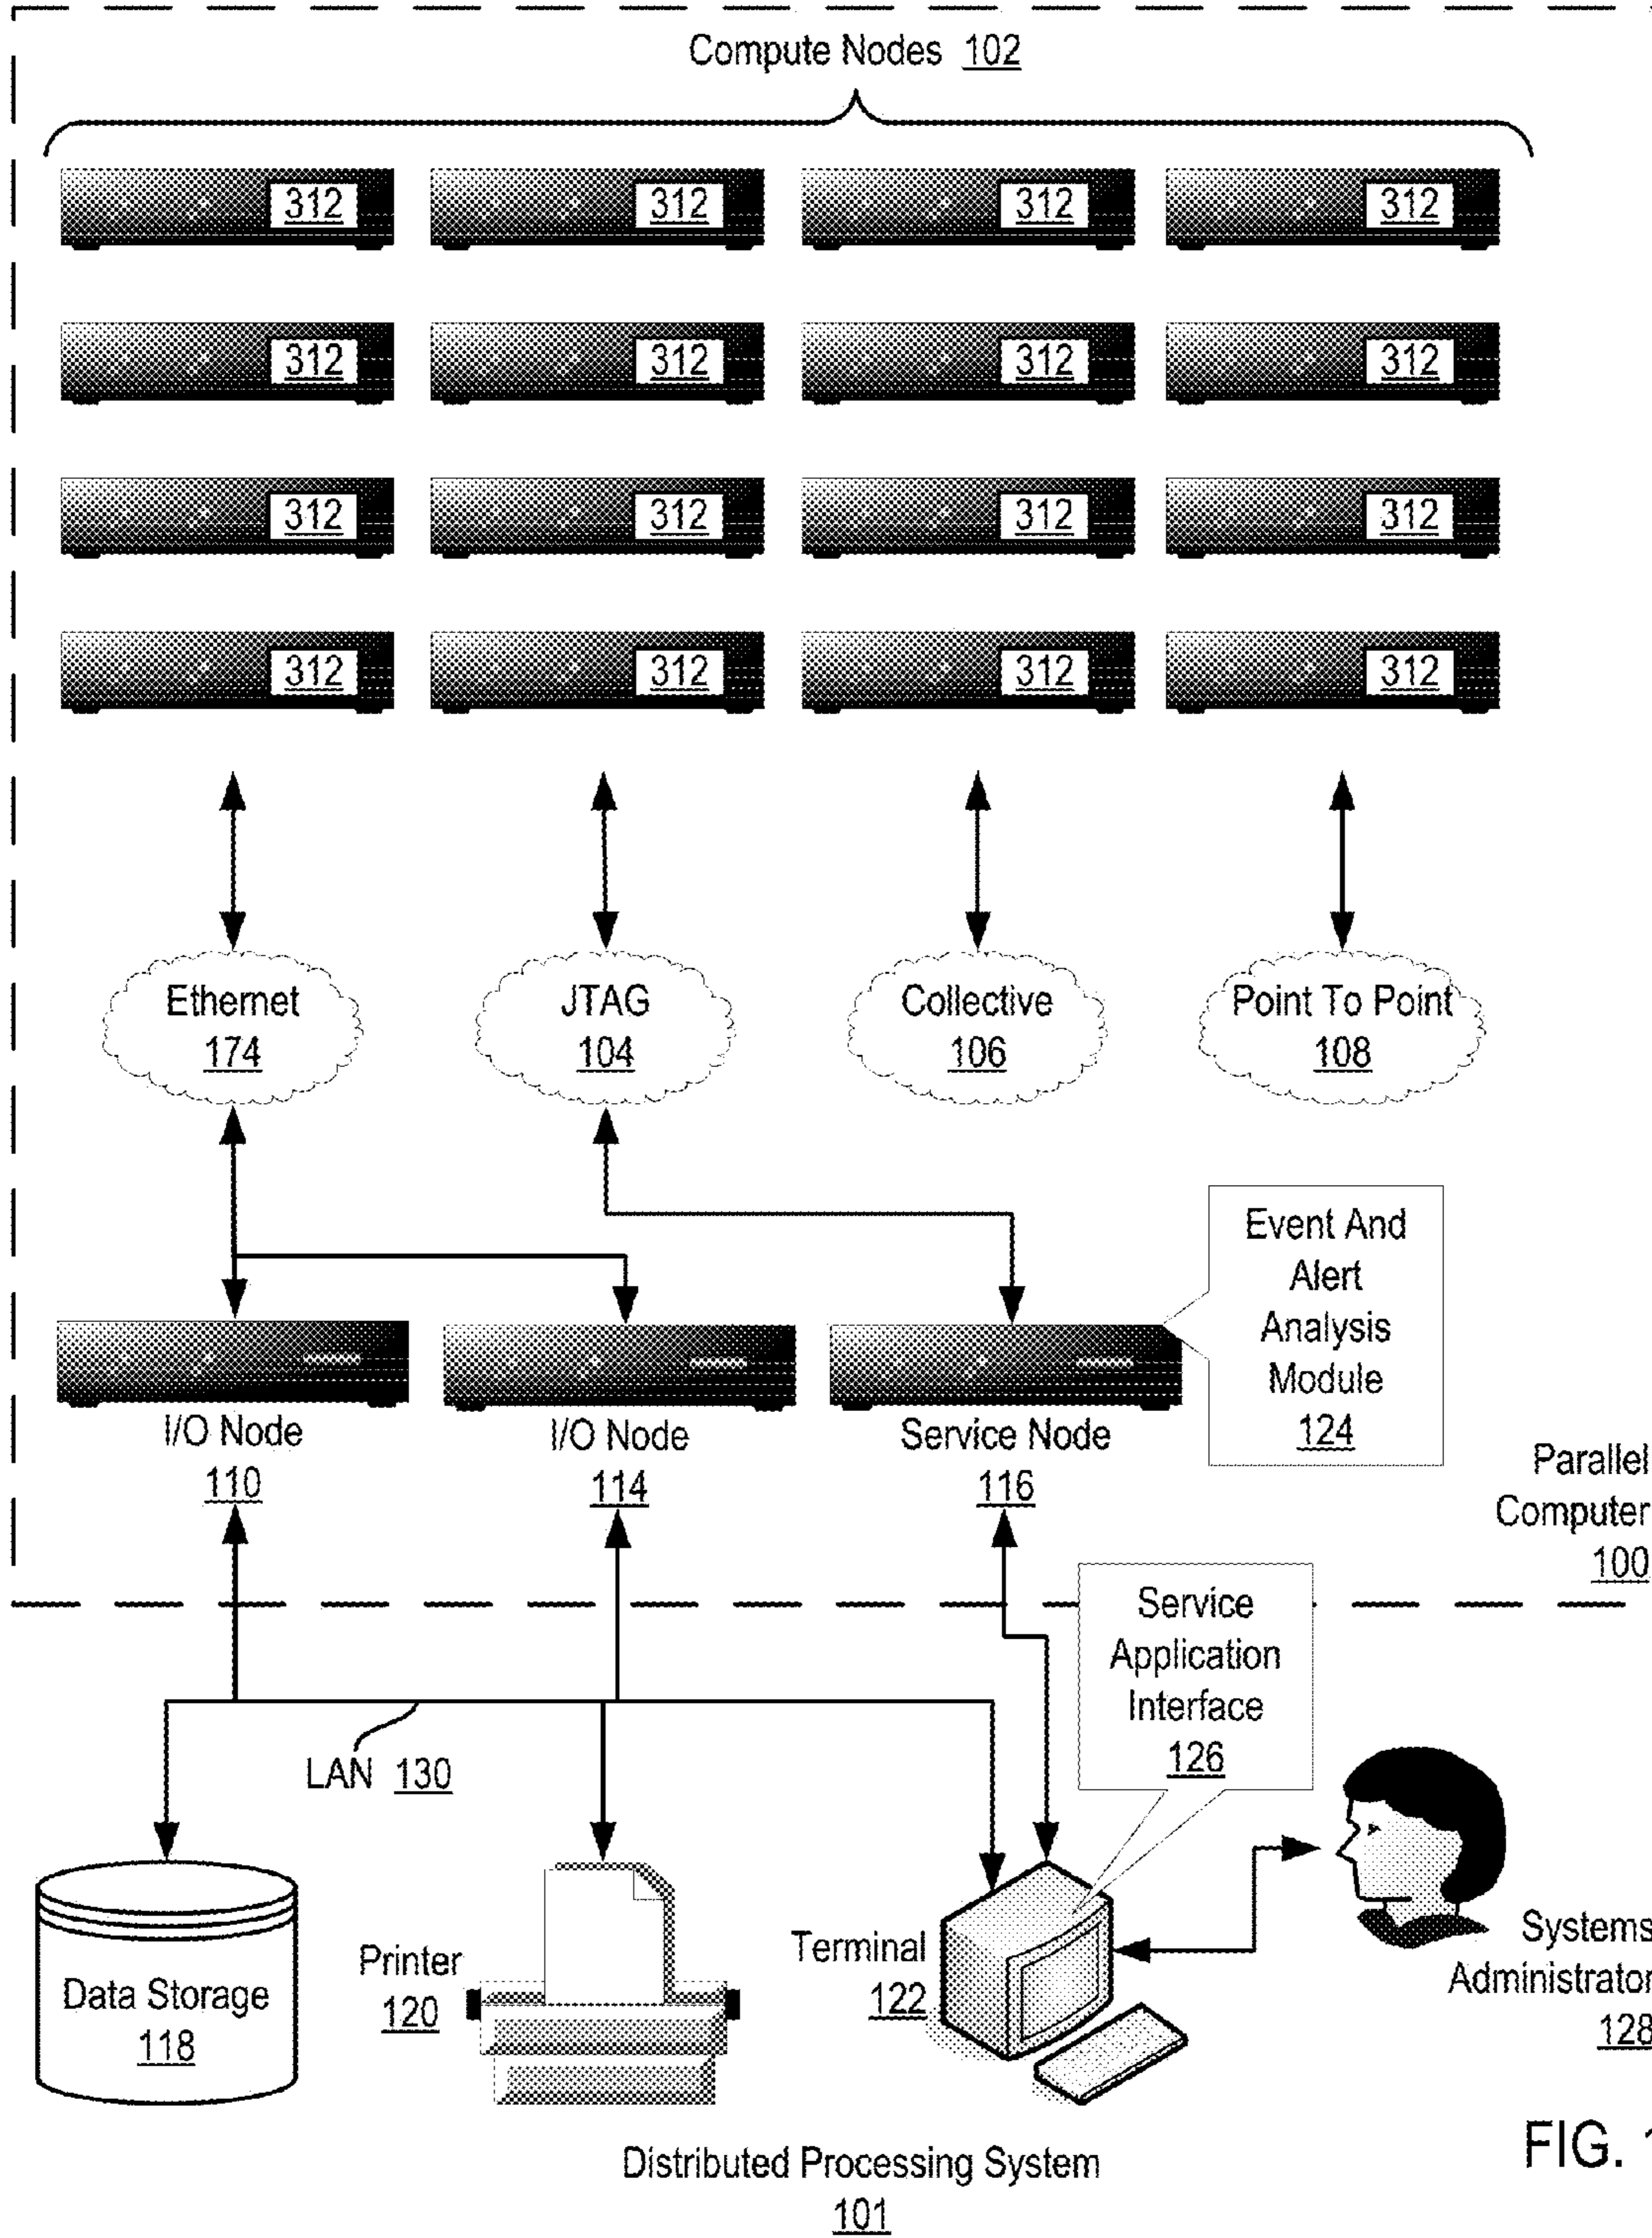 Compute Nodes 102
312 312 312 312
312 312 312 312
312 312 312 312
312 312 312 312
Ethernet
174
JTAG
104
Collective
106
Point To Point
108
Event And
Alert
Analysis
Module
124
I/O Node
110
I/O Node
114
Service Node
116
Parallel
Computer
100
Service
Application
Interface
126
LAN 130
Data Storage
118
Printer
120
Terminal
122
Systems
Administrator
128
Distributed Processing System
101
FIG. 1